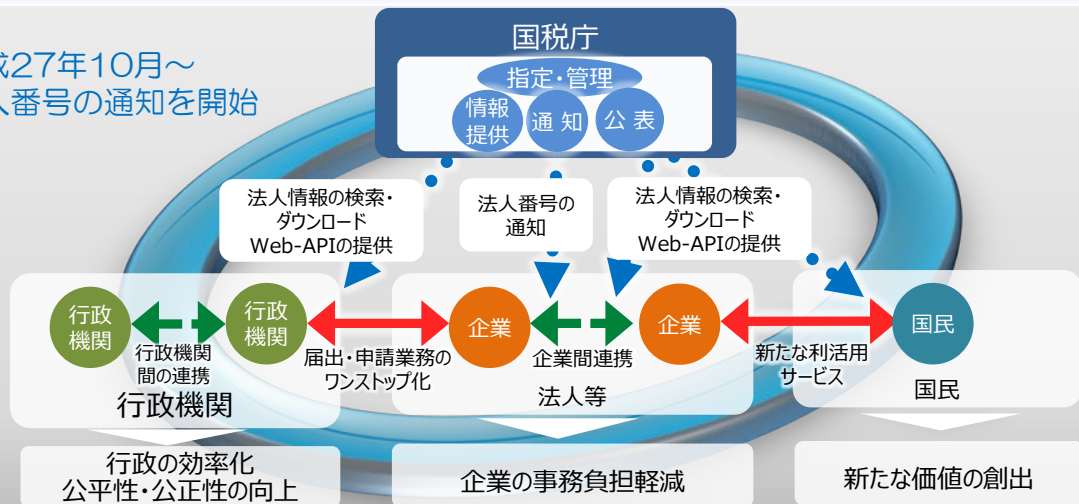 成27年10月～
人番号の通知を開始
国税庁
指定・管理
情報
提供
通 知
公 表
法人情報の検索・
ダウンロード
Web-APIの提供
法人番号の
通知
法人情報の検索・
ダウンロード
Web-APIの提供
行政
機関
行政
機関
企業
企業
国民
行政機関
間の連携
届出・申請業務の
ワンストップ化
企業間連携
新たな利活用
サービス
行政機関
法人等
国民
行政の効率化
公平性・公正性の向上
企業の事務負担軽減
新たな価値の創出